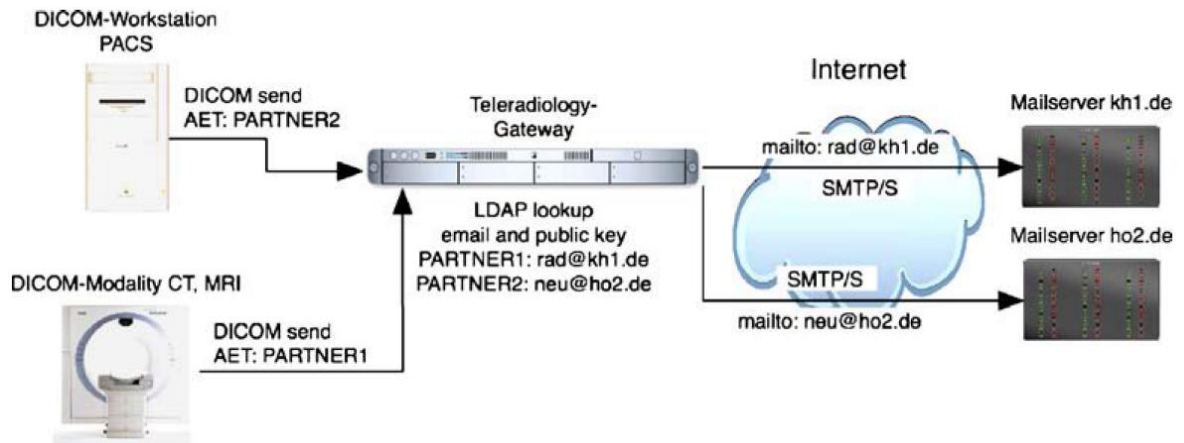 DICOM-Workstation
PACS
DICOM send
AET: PARTNER2
Teleradiology-
Gateway
LDAP lookup
email and public key
PARTNER1: rad@kh1.de
PARTNER2: neu@ho2.de
DICOM-Modality CT, MRI
DICOM send
AET: PARTNER1
Internet
mailto: rad@kh1.de
SMTP/S
SMTP/S
mailto: neu@ho2.de
Mailserver kh1.de
Mailserver ho2.de